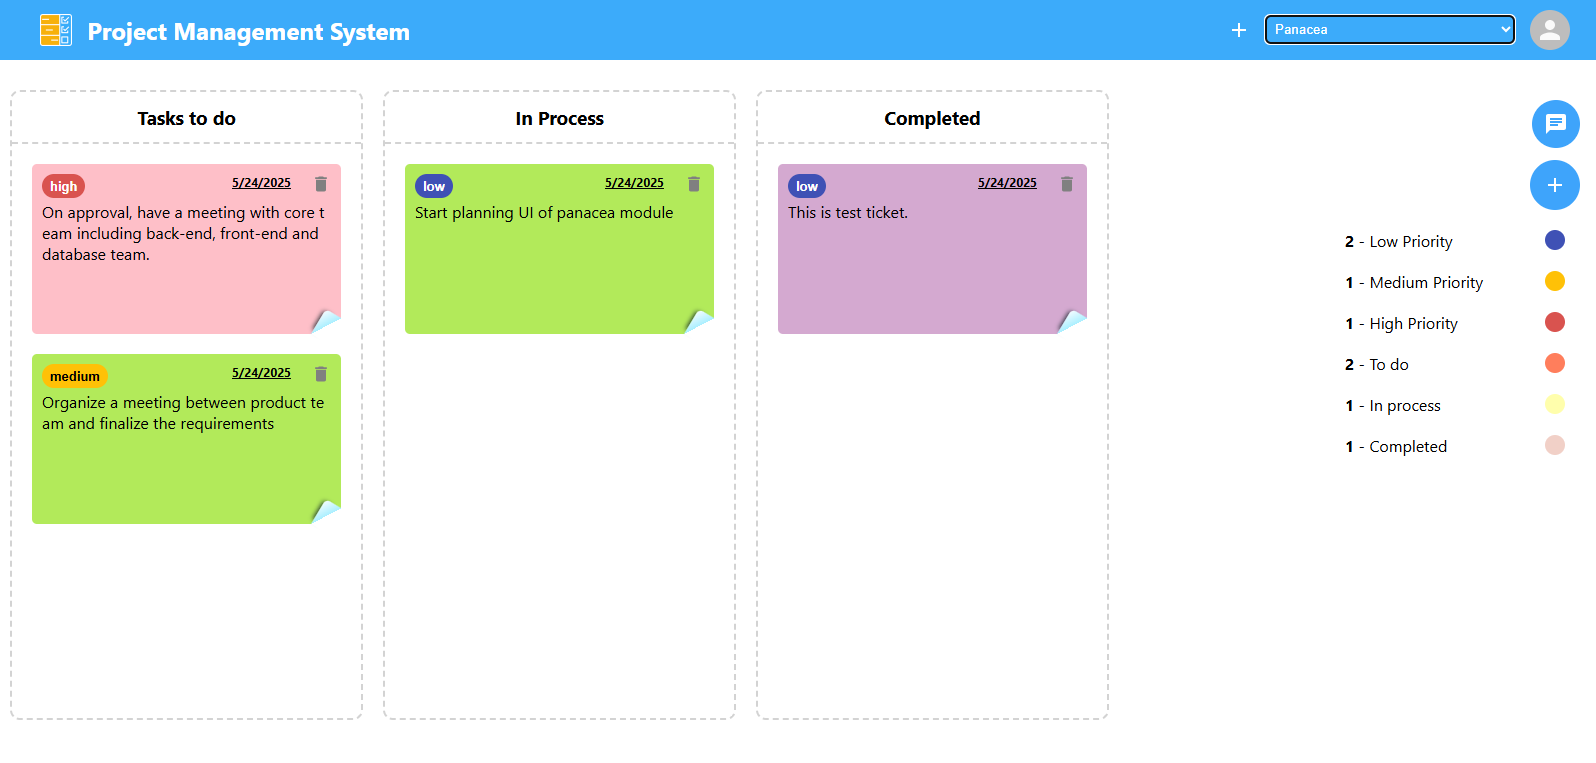 Project Management System
Panacea
Tasks to do
high
5/24/2025
On approval, have a meeting with core t
eam including back-end, front-end and
database team.
medium
5/24/2025
Organize a meeting between product te
am and finalize the requirements
In Process
low
5/24/2025
Start planning UI of panacea module
Completed
low
5/24/2025
This is test ticket.
2 - Low Priority
1 - Medium Priority
1 - High Priority
2 - To do
1 - In process
1 - Completed